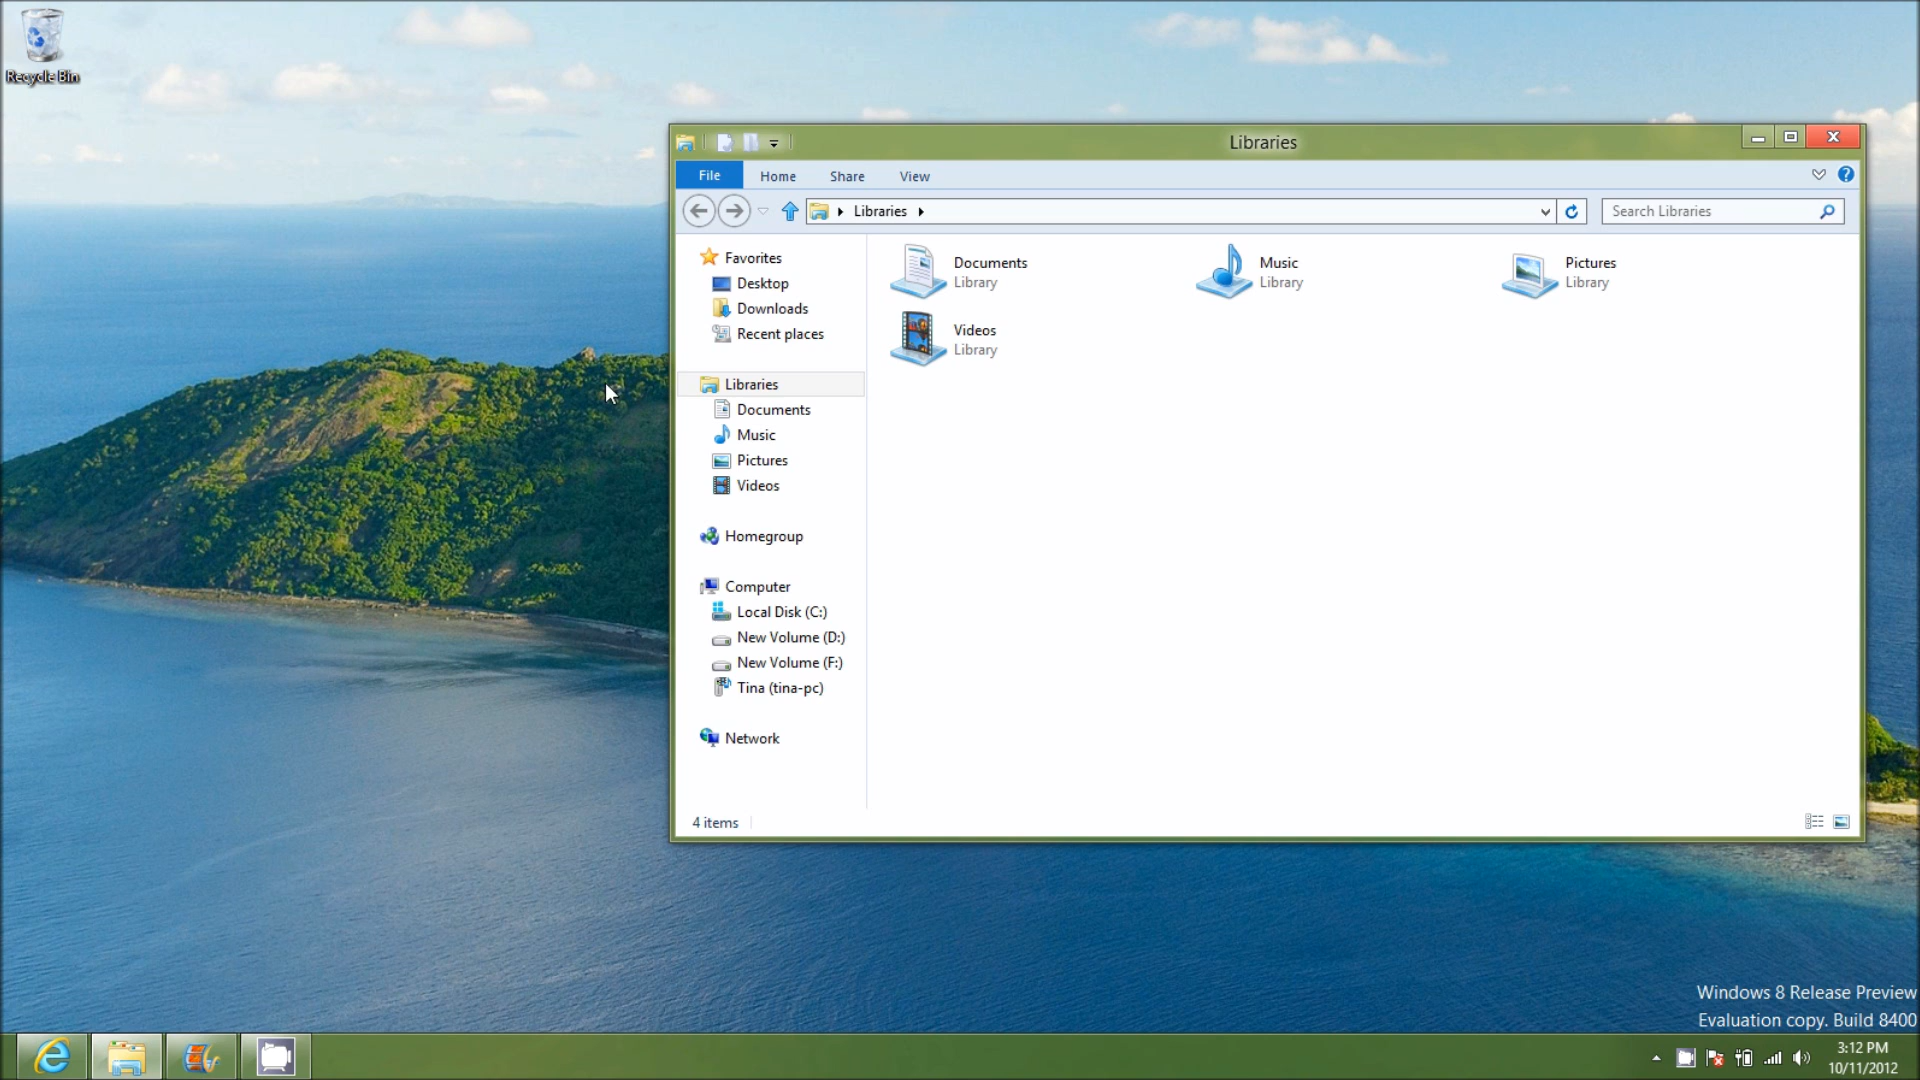 Recycle Bin
Libraries
File
Home
Share
View
Libraries
Search Libraries
Favorites
Desktop
Downloads
Recent places
Libraries
Documents
Music
Pictures
Videos
Homegroup
Computer
Local Disk (C:)
New Volume (D:)
New Volume (F:)
Tina (tina-pc)
Network
Documents
Library
Music
Library
Pictures
Library
Videos
Library
4 items
Windows 8 Release Preview
Evaluation copy. Build 8400
3:12 PM
10/11/2012